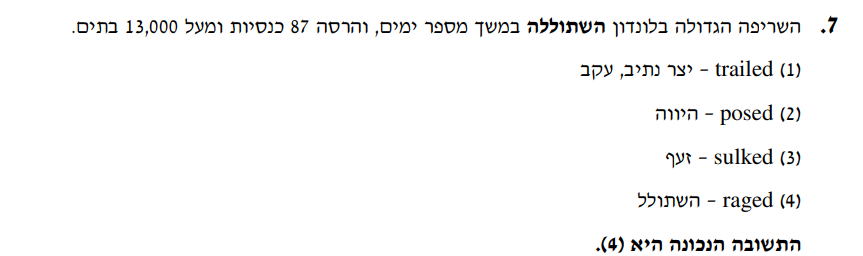 7. השריפה הגדולה בלונדון השתוללה במשך מספר ימים, והרסה 87 כנסיות ומעל 13,000 בתים.
(1) trailed – יצר נתיב, עקב
(2) posed – היווה
(3) sulked – זעף
(4) raged – השתולל
התשובה הנכונה היא (4).